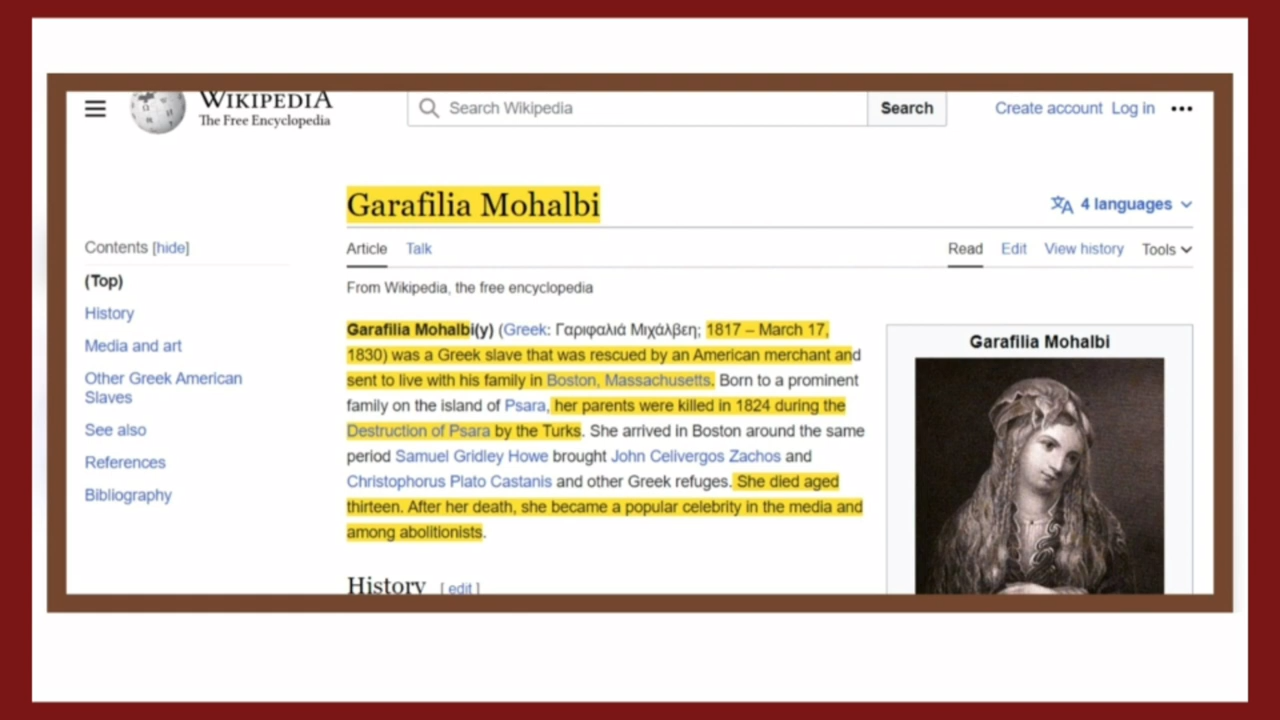 WIKIPEDIA
The Free Encyclopedia
Search Wikipedia
Search
Create account Log in
Garafilia Mohalbi
4 languages
Contents [hide]
(Top)
History
Media and art
Other Greek American
Slaves
See also
References
Bibliography
Article Talk
Read Edit View history Tools
From Wikipedia, the free encyclopedia
Garafilia Mohalbi(y) (Greek: Γαριφαλιά Μιχάλβεη; 1817 – March 17,
1830) was a Greek slave that was rescued by an American merchant and
sent to live with his family in Boston, Massachusetts. Born to a prominent
family on the island of Psara, her parents were killed in 1824 during the
Destruction of Psara by the Turks. She arrived in Boston around the same
period Samuel Gridley Howe brought John Celivergos Zachos and
Christophorus Plato Castanis and other Greek refuges. She died aged
thirteen. After her death, she became a popular celebrity in the media and
among abolitionists.
History [ edit ]
Garafilia Mohalbi